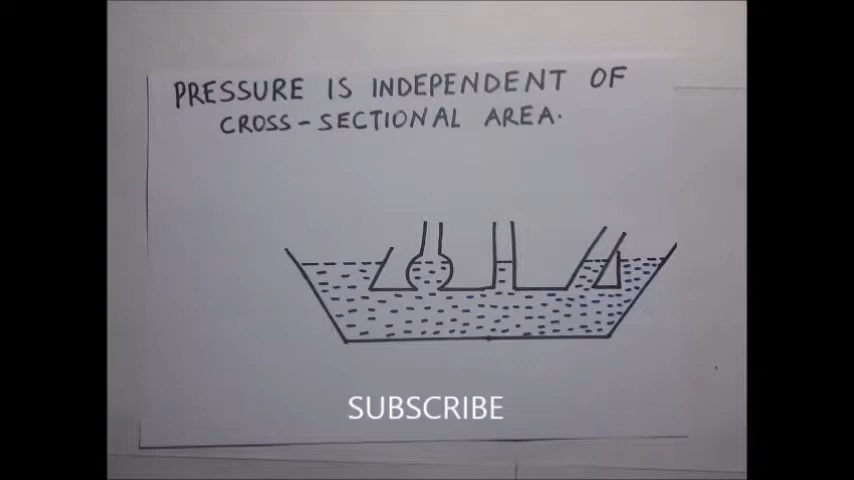 PRESSURE IS INDEPENDENT OF
CROSS-SECTIONAL AREA.
SUBSCRIBE